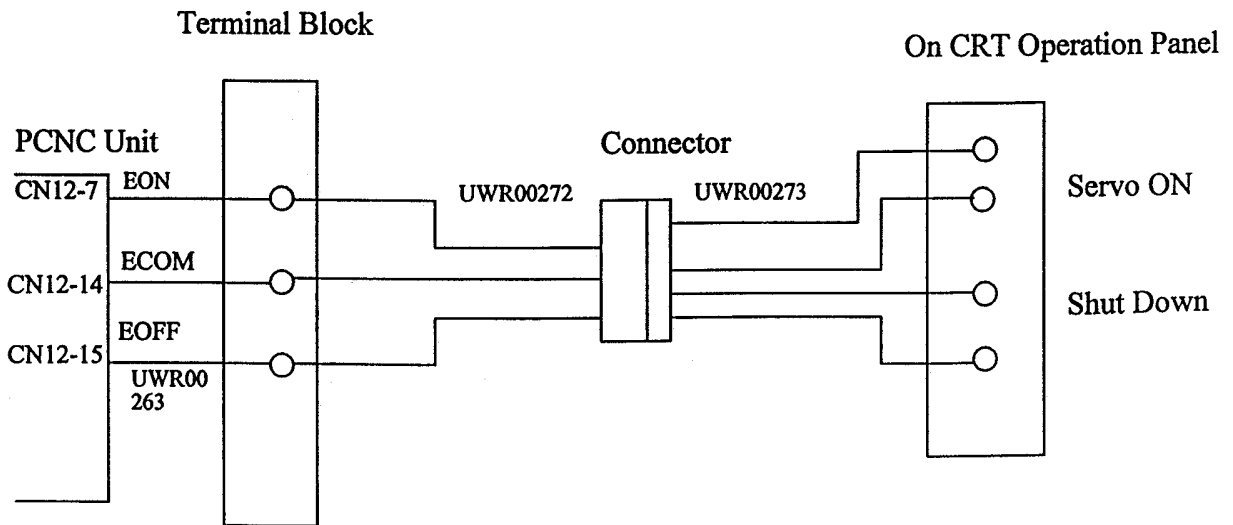 Terminal Block
On CRT Operation Panel
PCNC Unit
Connector
CN12-7
EON
UWR00272
UWR00273
Servo ON
ECOM
CN12-14
Shut Down
EOFF
CN12-15
UWR00
263